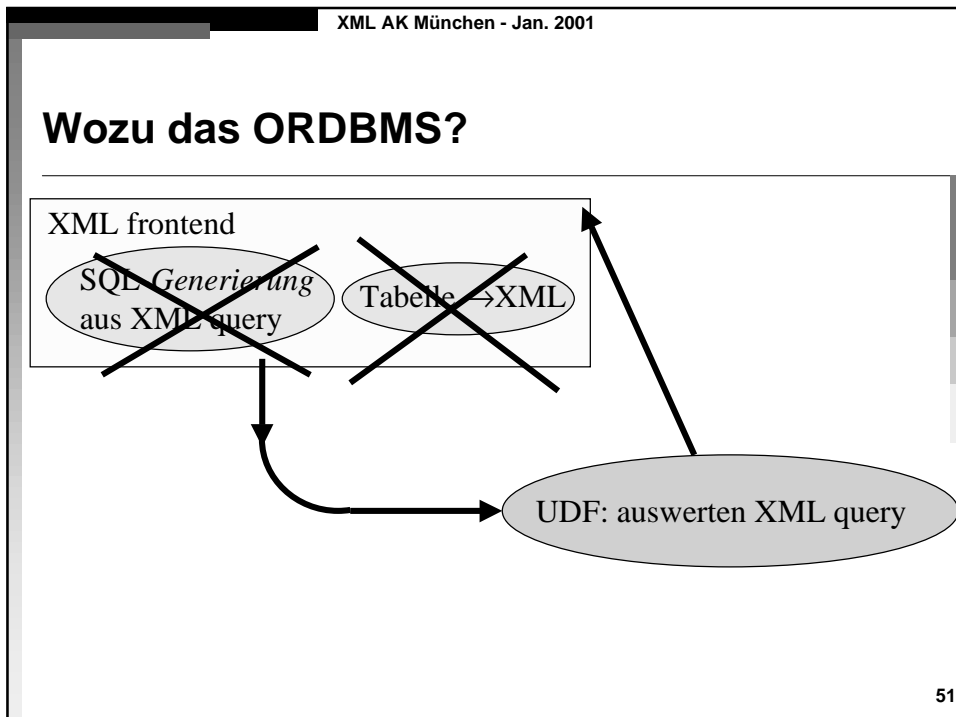 XML AK München - Jan. 2001
Wozu das ORDBMS?
XML frontend
SQL Generierung
aus XML query
Tabelle →XML
UDF: auswerten XML query
51